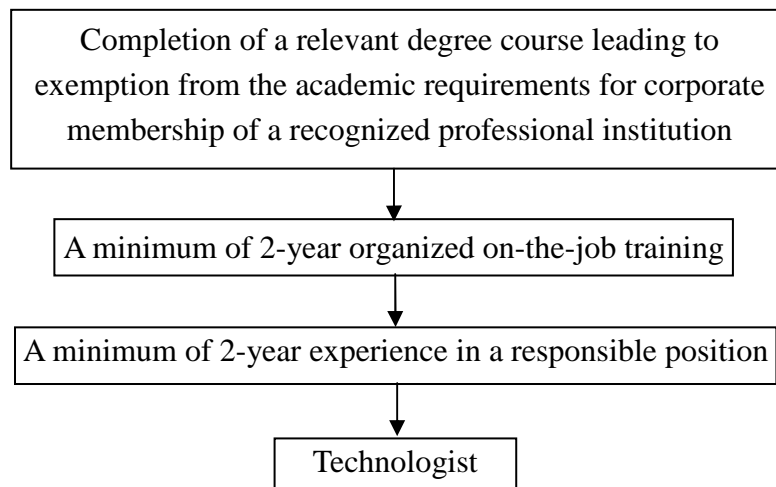 Completion of a relevant degree course leading to
exemption from the academic requirements for corporate
membership of a recognized professional institution
A minimum of 2-year organized on-the-job training
A minimum of 2-year experience in a responsible position
Technologist